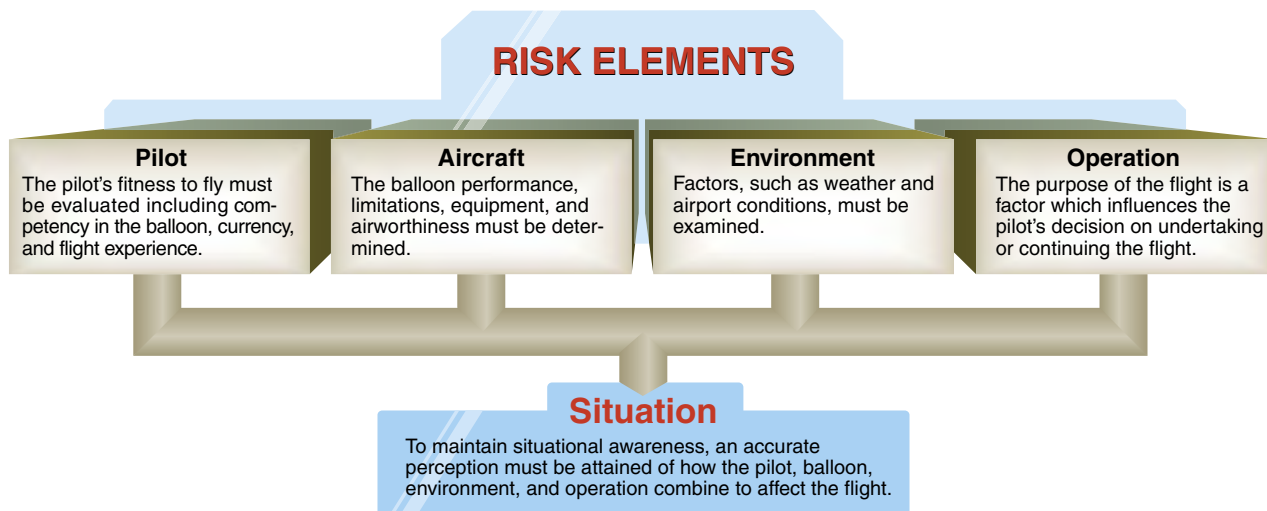 RISK ELEMENTS
Pilot
The pilot's fitness to fly must
be evaluated including com-
petency in the balloon, currency,
and flight experience.
Aircraft
The balloon performance,
limitations, equipment, and
airworthiness must be deter-
mined.
Environment
Factors, such as weather and
airport conditions, must be
examined.
Operation
The purpose of the flight is a
factor which influences the
pilot's decision on undertaking
or continuing the flight.
Situation
To maintain situational awareness, an accurate
perception must be attained of how the pilot, balloon,
environment, and operation combine to affect the flight.